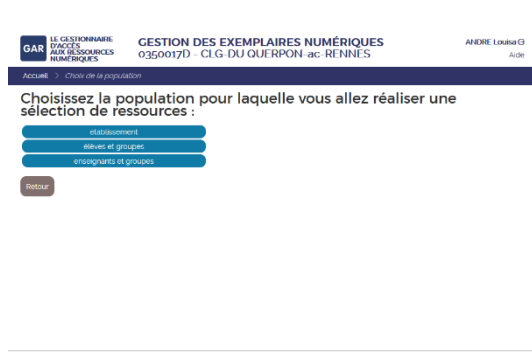 GAR
LE GESTIONNAIRE
D'ACCÈS
AUX RESSOURCES
NUMÉRIQUES
GESTION DES EXEMPLAIRES NUMÉRIQUES
0350017D - CLG-DU QUERPON-ac-RENNES
ANDRE Louisa
Aide
Accueil > Choix de la population
Choisissez la population pour laquelle vous allez réaliser une
sélection de ressources :
etablissement
élèves et groupes
enseignants et groupes
Retour